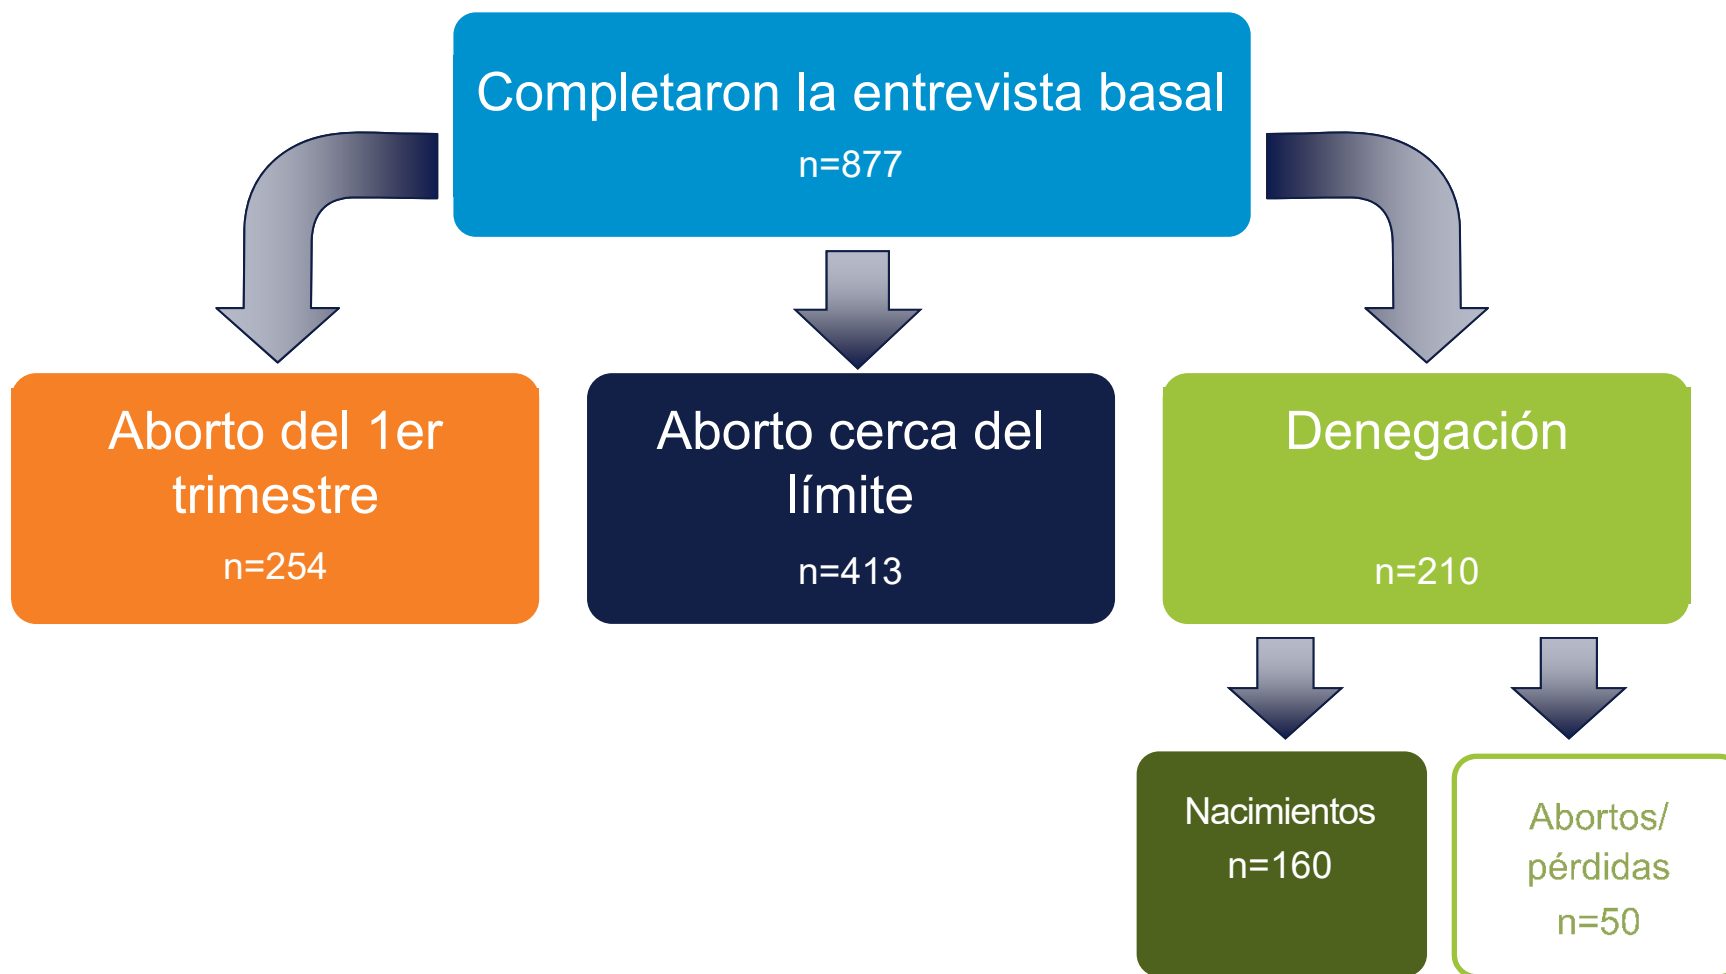 Completaron la entrevista basal
n=877
Aborto del 1er
trimestre
n=254
Aborto cerca del
límite
n=413
Denegación
n=210
Nacimientos
n=160
Abortos/
pérdidas
n=50